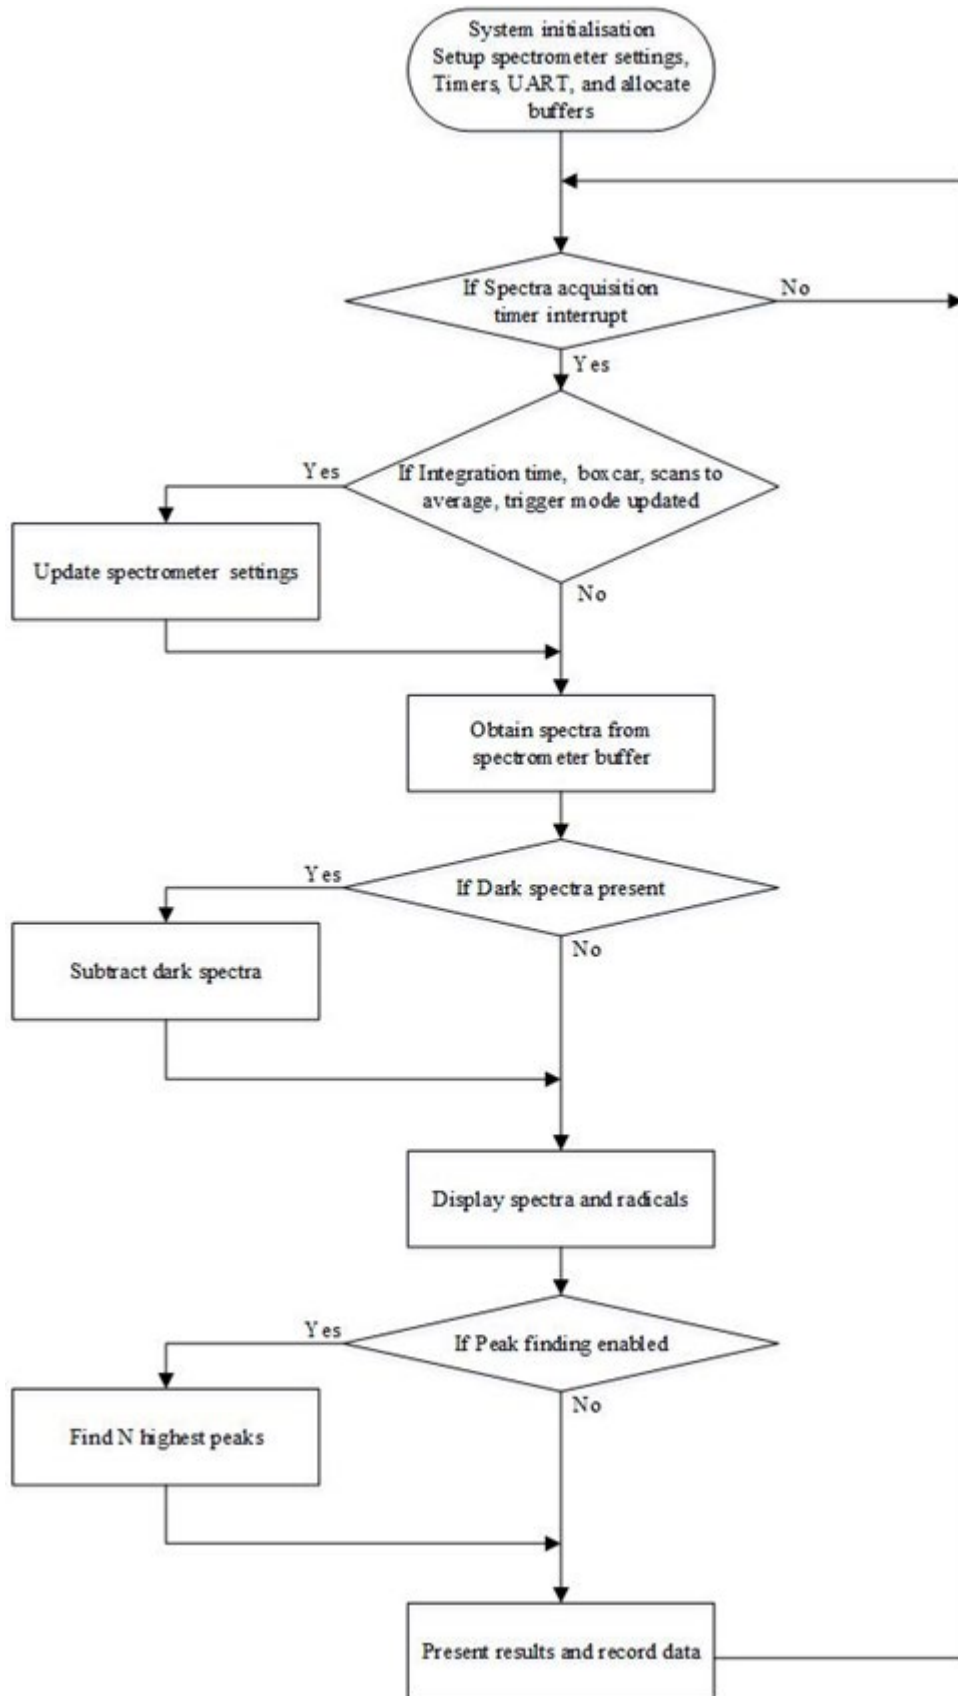 System initialisation
Setup spectrometer settings,
Timers, UART, and allocate
buffers
If Spectra acquisition
timer interrupt
No
Yes
Yes
If Integration time, boxcar, scans to
average, trigger mode updated
Update spectrometer settings
No
Obtain spectra from
spectrometer buffer
Yes
If Dark spectra present
No
Subtract dark spectra
Display spectra and radicals
Yes
If Peak finding enabled
No
Find N highest peaks
Present results and record data